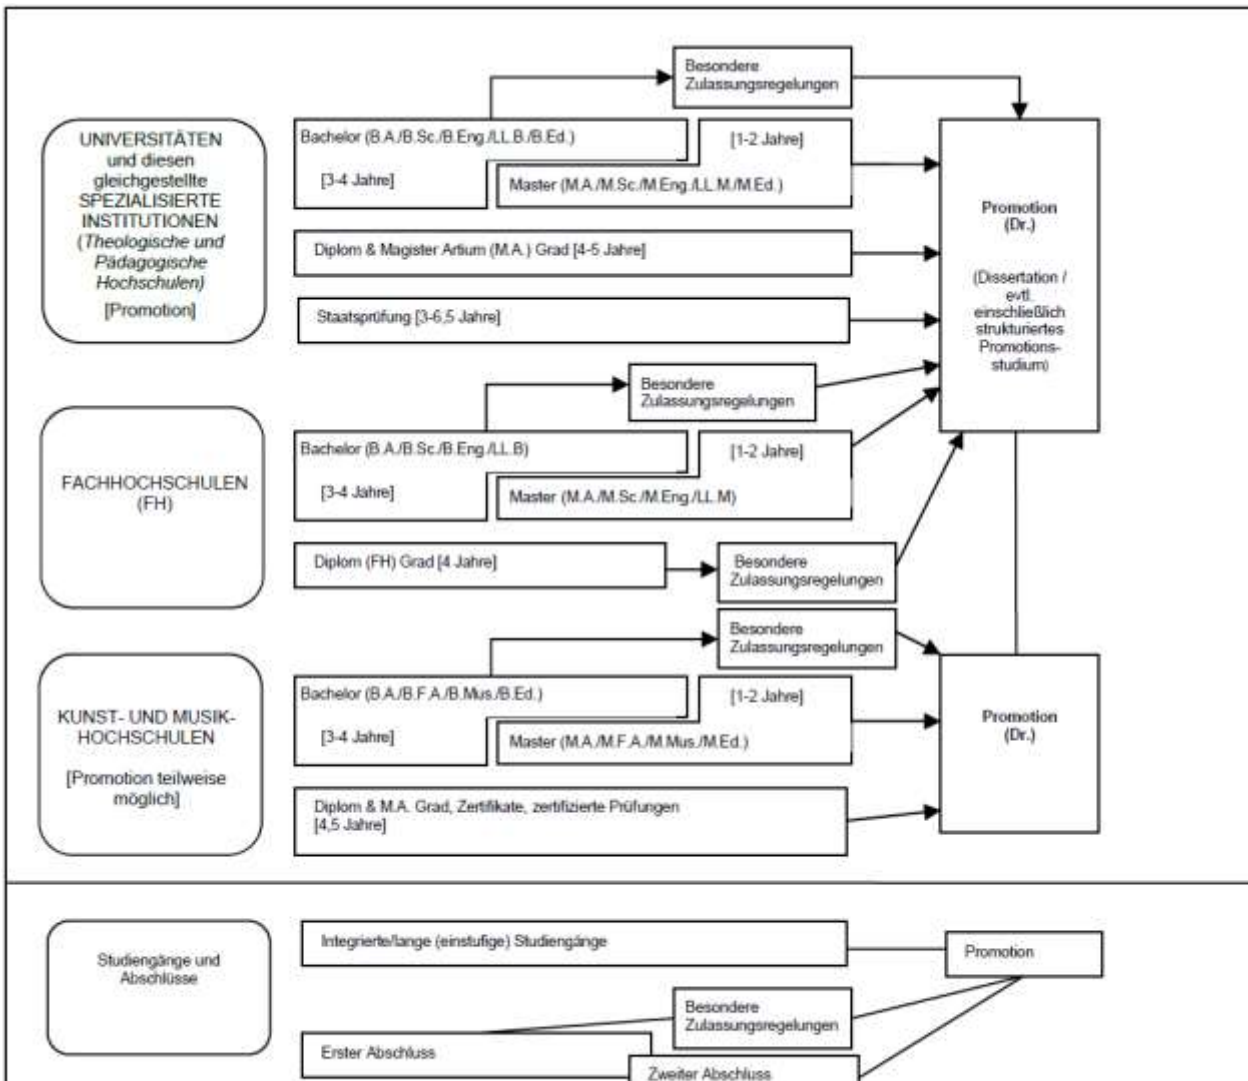 Besondere
Zulassungsregelungen
UNIVERSITÄTEN
und diesen
gleichgestellte
SPEZIALISIERTE
INSTITUTIONEN
(Theologische und
Pädagogische
Hochschulen)
[Promotion]
Bachelor (B.A./B.Sc./B.Eng./LL.B./B.Ed.)
[1-2 Jahre]
[3-4 Jahre]
Master (M.A./M.Sc./M.Eng./LL.M./M.Ed.)
Diplom & Magister Artium (M.A.) Grad [4-5 Jahre]
Staatsprüfung [3-6,5 Jahre]
Promotion
(Dr.)
(Dissertation /
evtl.
einschließlich
strukturiertes
Promotions-
studium)
Besondere
Zulassungsregelungen
FACHHOCHSCHULEN
(FH)
Bachelor (B.A./B.Sc./B.Eng./LL.B)
[1-2 Jahre]
[3-4 Jahre]
Master (M.A./M.Sc./M.Eng./LL.M)
Diplom (FH) Grad [4 Jahre]
Besondere
Zulassungsregelungen
Besondere
Zulassungsregelungen
KUNST- UND MUSIK-
HOCHSCHULEN
[Promotion teilweise
möglich]
Bachelor (B.A./B.F.A./B.Mus./B.Ed.)
[1-2 Jahre]
[3-4 Jahre]
Master (M.A./M.F.A./M.Mus./M.Ed.)
Diplom & M.A. Grad, Zertifikate, zertifizierte Prüfungen
[4,5 Jahre]
Promotion
(Dr.)
Studiengänge und
Abschlüsse
Integrierte/lange (einstufige) Studiengänge
Promotion
Besondere
Zulassungsregelungen
Erster Abschluss
Zweiter Abschluss